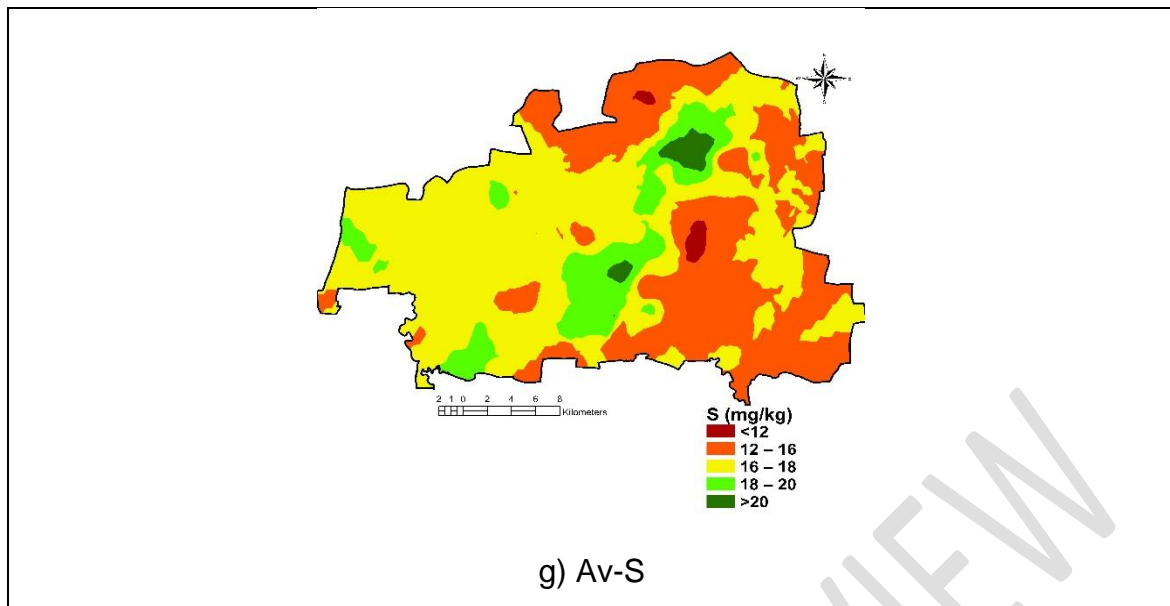 N
S
2 1 0 2 4 6 8
Kilometers
S (mg/kg)
<12
12 – 16
16 – 18
18 – 20
>20
g) Av-S
VIEW